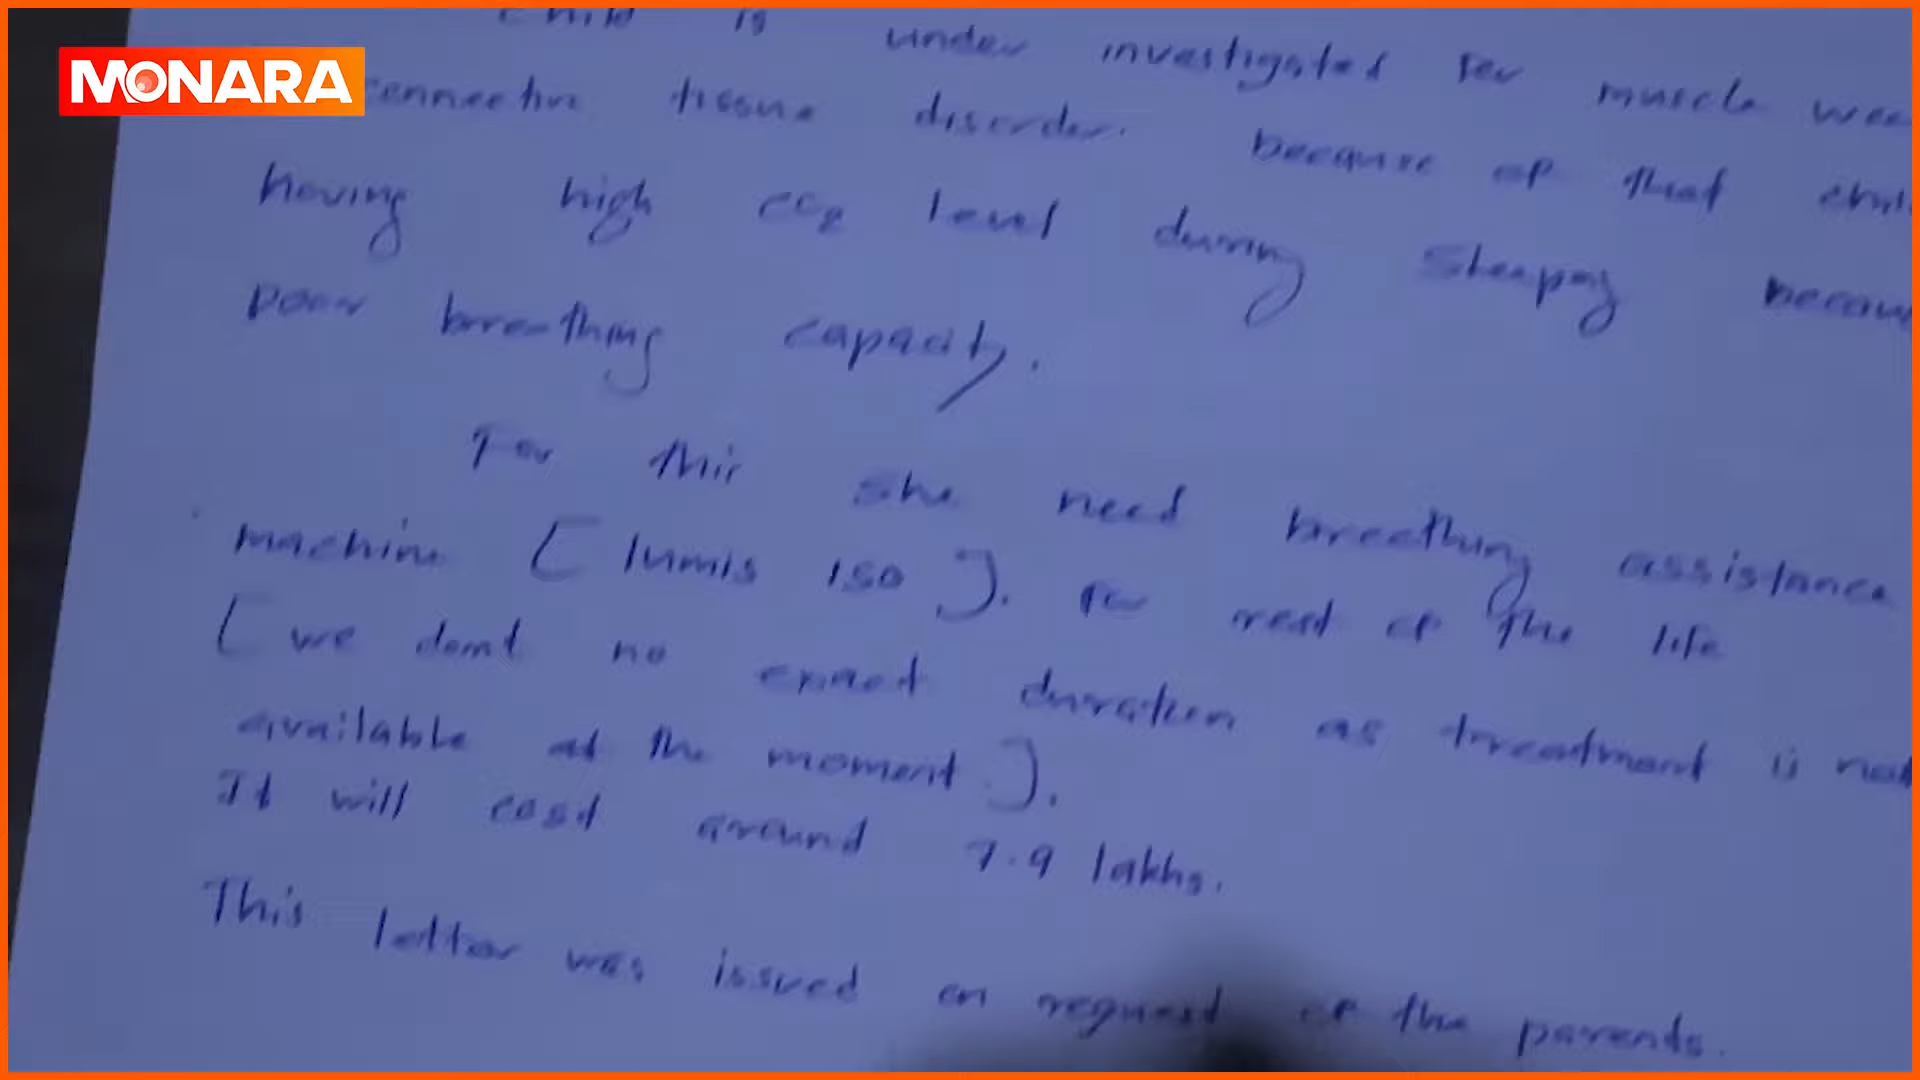 MONARA
child is under investigated for muscle wea
connective tissue disorder. because of that chil
having high CO2 level during sleeping becau
poor breathing capacity.
For this she need breathing assistance
machine [lumis 150]. for rest of the life
[we dont no exact duration as treatment is not
available at the moment].
It will cost around 7.9 lakhs.
This letter was issued on request of the parents.